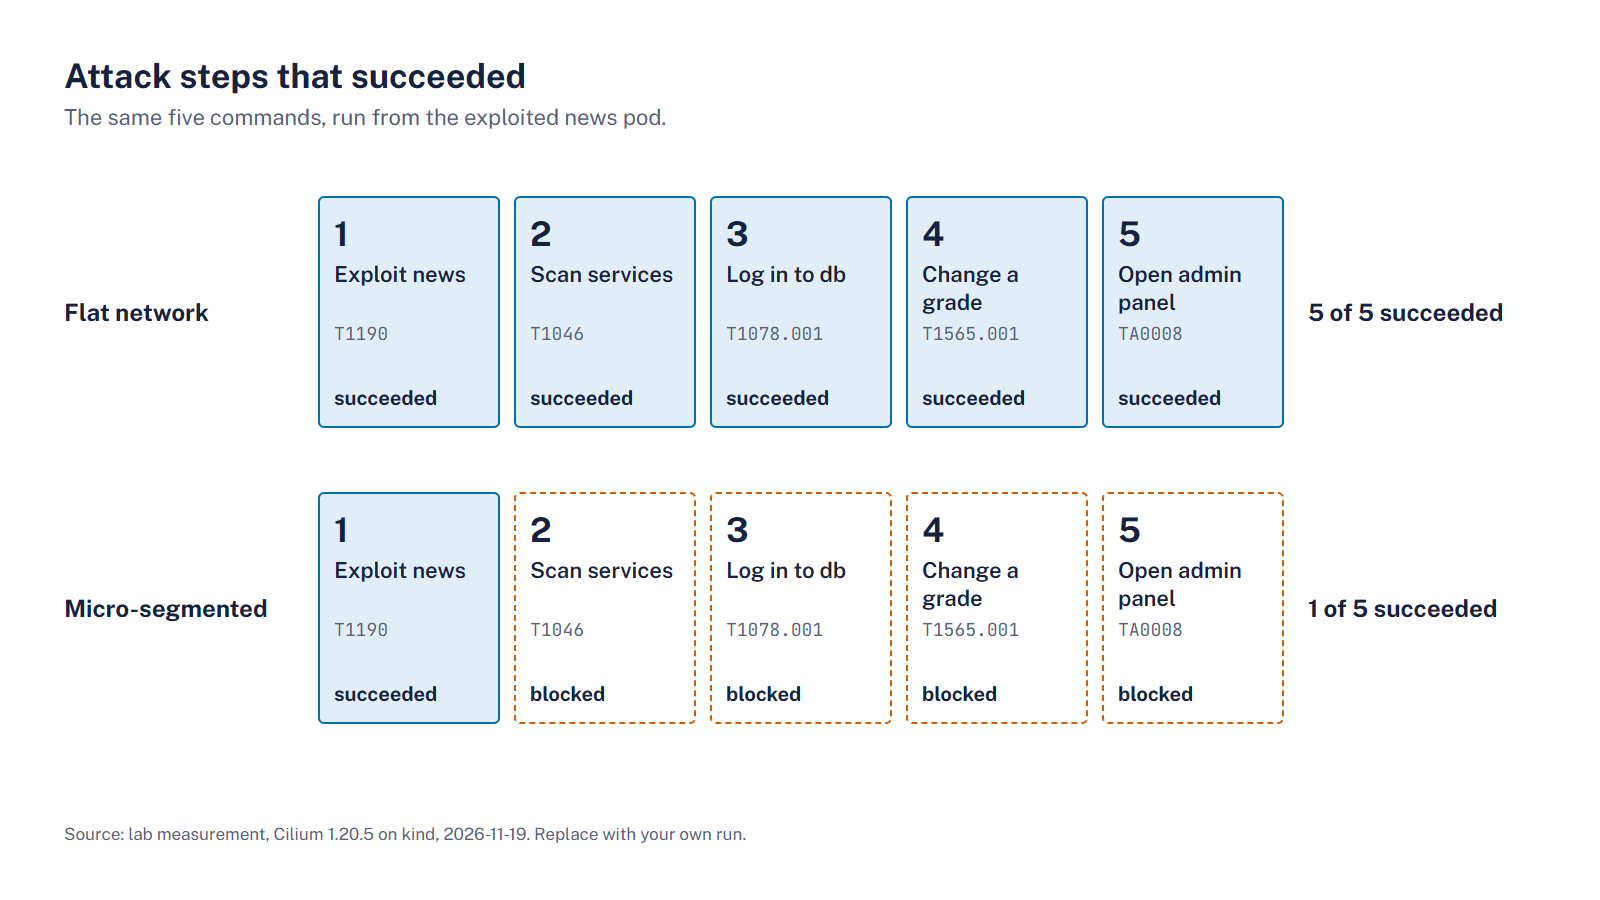 Attack steps that succeeded
The same five commands, run from the exploited news pod.
Flat network
1
Exploit news
T1190
succeeded
2
Scan services
T1046
succeeded
3
Log in to db
T1078.001
succeeded
4
Change a
grade
T1565.001
succeeded
5
Open admin
panel
TA0008
succeeded
5 of 5 succeeded
Micro-segmented
1
Exploit news
T1190
succeeded
2
Scan services
T1046
blocked
3
Log in to db
T1078.001
blocked
4
Change a
grade
T1565.001
blocked
5
Open admin
panel
TA0008
blocked
1 of 5 succeeded
Source: lab measurement, Cilium 1.20.5 on kind, 2026-11-19. Replace with your own run.